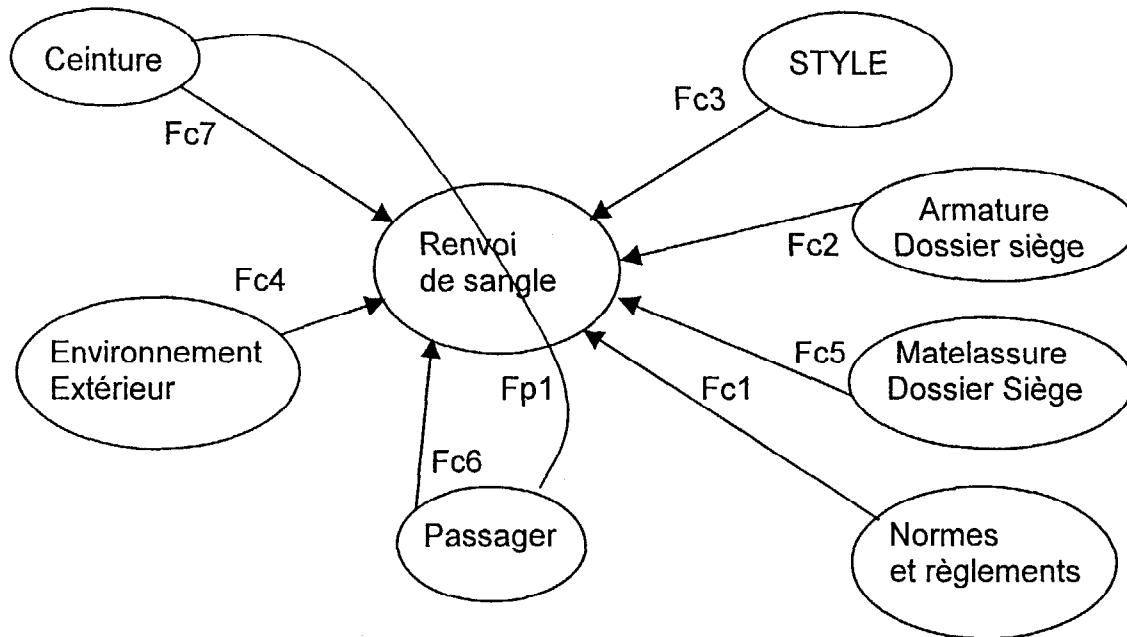 Ceinture
STYLE
Fc3
Fc7
Armature
Dossier siège
Renvoi
de sangle
Fc2
Fc4
Environnement
Extérieur
Matelassure
Dossier Siège
Fc5
Fp1
Fc1
Fc6
Passager
Normes
et règlements